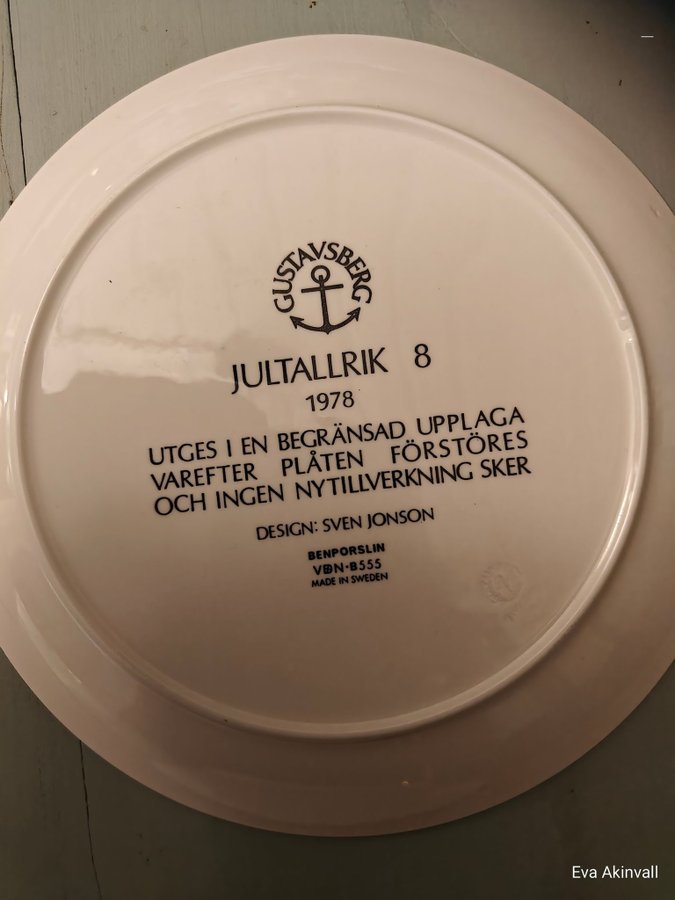 GUSTAVSBERG
JULTALLRIK 8
1978
UTGES I EN BEGRÄNSAD UPPLAGA
VAREFTER PLÅTEN FÖRSTÖRES
OCH INGEN NYTILLVERKNING SKER
DESIGN: SVEN JONSON
BENPORSLIN
VDN-B555
MADE IN SWEDEN
Eva Akinvall